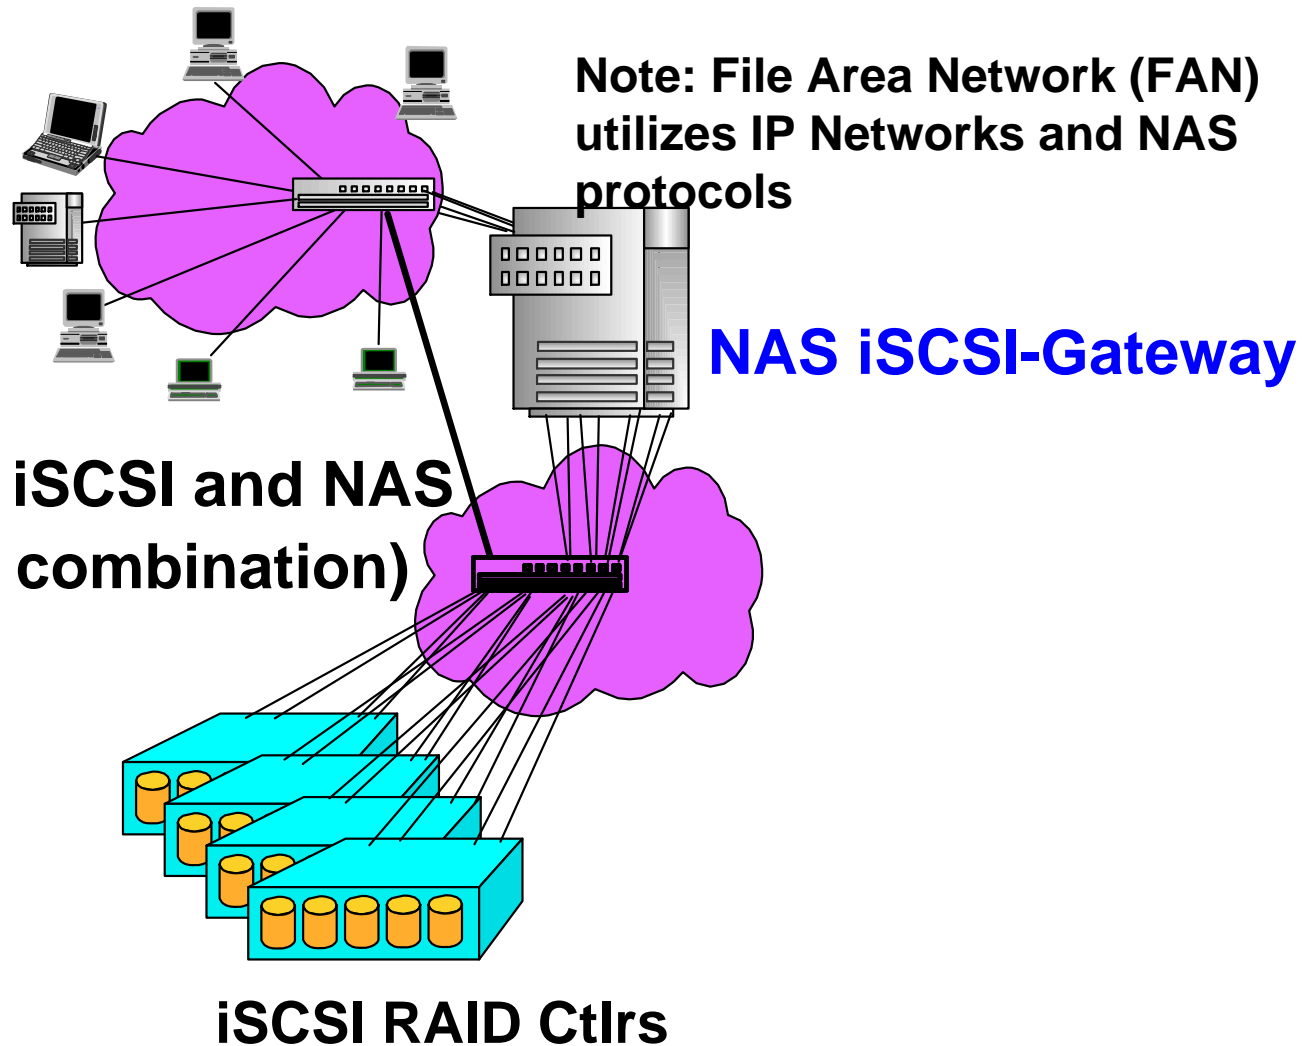 Note: File Area Network (FAN)
utilizes IP Networks and NAS
protocols
NAS iSCSI-Gateway
iSCSI and NAS
combination)
iSCSI RAID Ctlrs